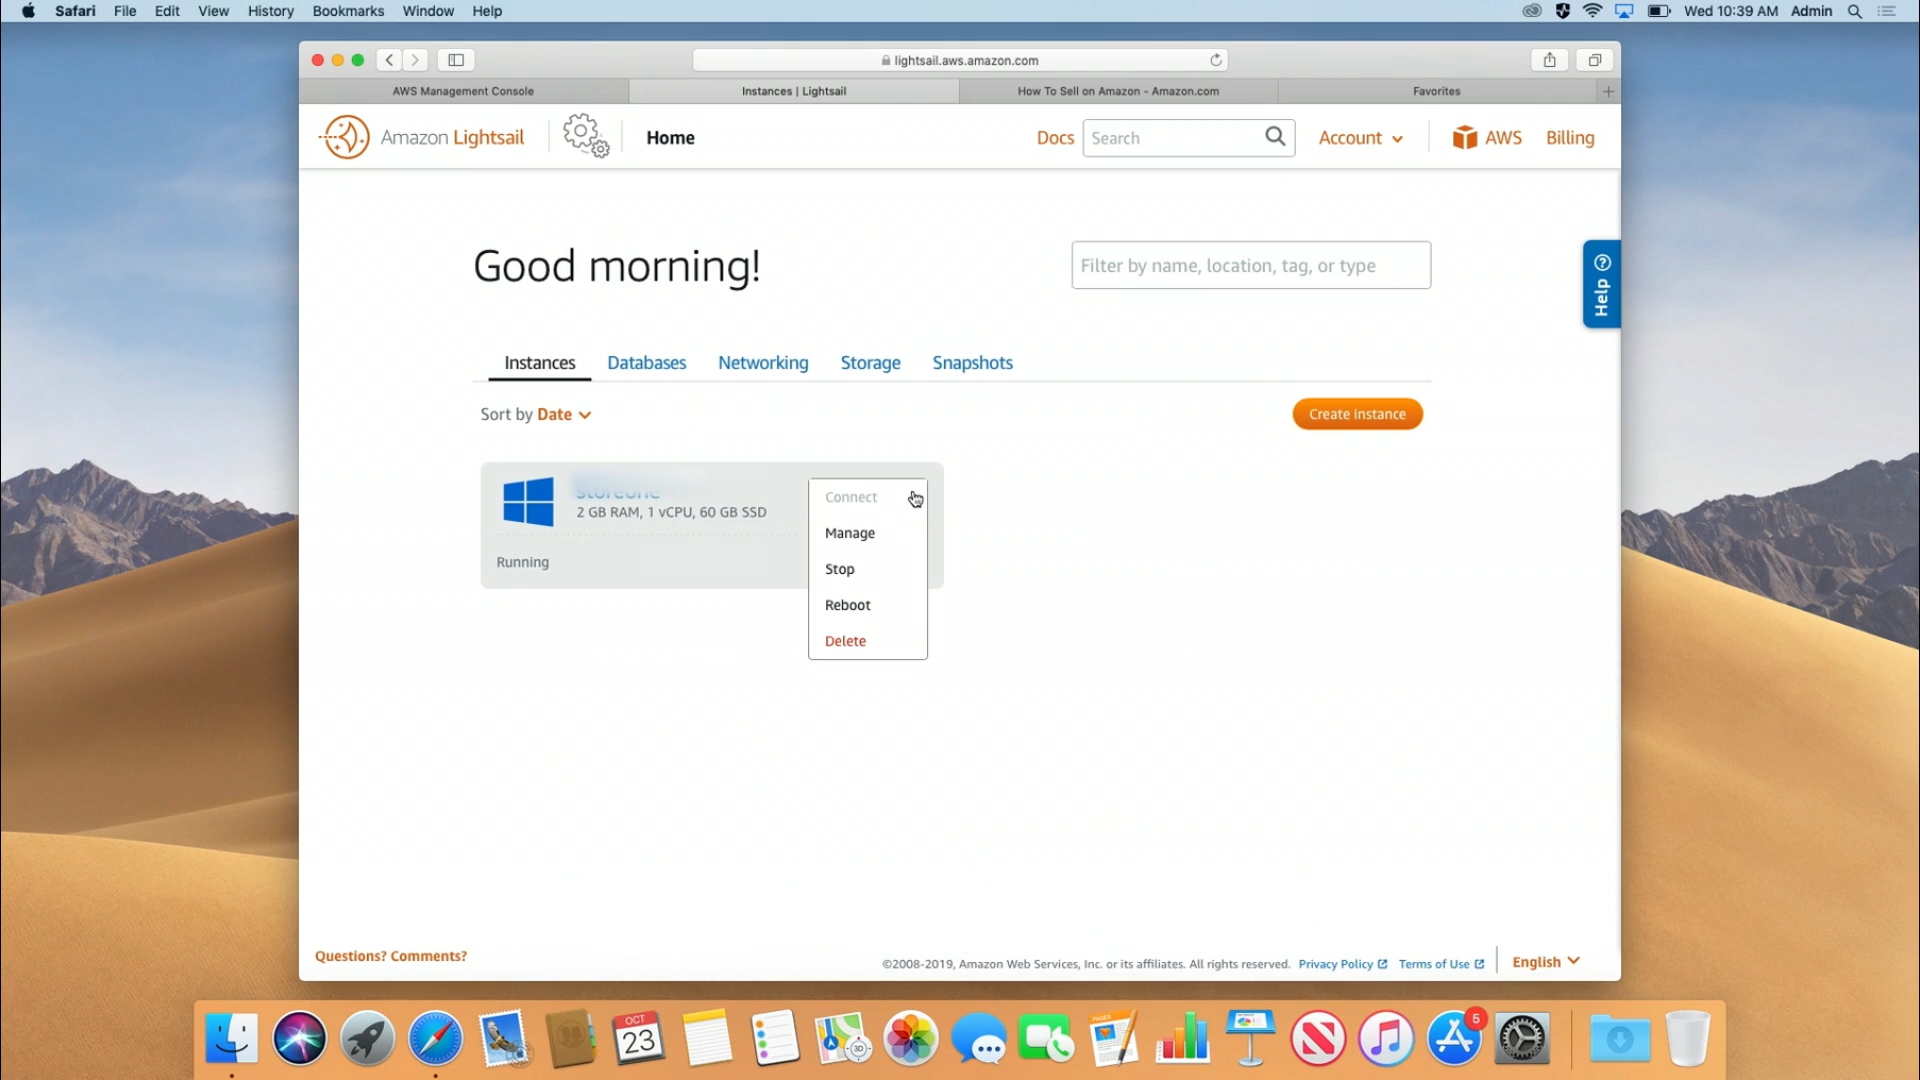 Safari File Edit View History Bookmarks Window Help
Wed 10:39 AM Admin
lightsail.aws.amazon.com
AWS Management Console
Instances | Lightsail
How To Sell on Amazon - Amazon.com
Favorites
Amazon Lightsail
Home
Docs
Search
Account
AWS
Billing
Good morning!
Filter by name, location, tag, or type
Help
Instances
Databases
Networking
Storage
Snapshots
Sort by Date
Create instance
2 GB RAM, 1 vCPU, 60 GB SSD
Running
Connect
Manage
Stop
Reboot
Delete
Questions? Comments?
©2008-2019, Amazon Web Services, Inc. or its affiliates. All rights reserved.
Privacy Policy
Terms of Use
English
OCT
23
PAGES
30
5